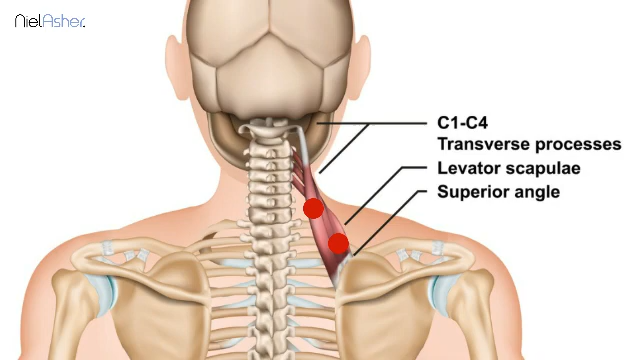 NielAsher.
C1-C4
Transverse processes
Levator scapulae
Superior angle